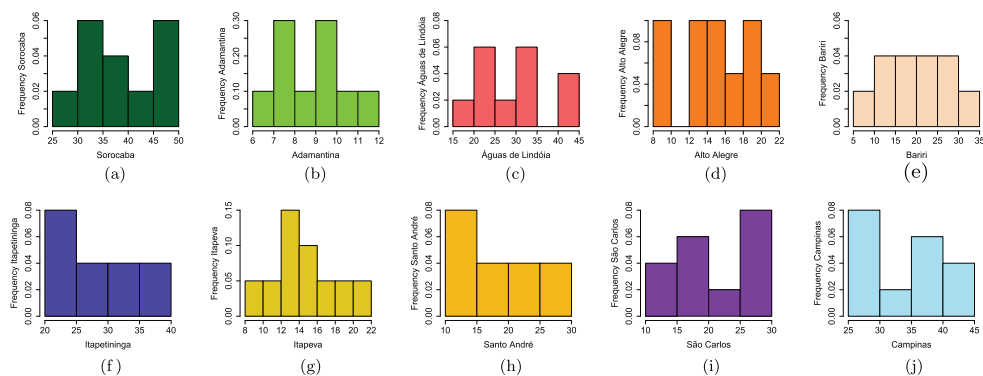 Frequency Sorocaba
0.00 0.02 0.04 0.06
25 30 35 40 45 50
Sorocaba
(a)
Frequency Adamantina
0.00 0.10 0.20 0.30
6 7 8 9 10 11 12
Adamantina
(b)
Frequency Águas de Lindóia
0.00 0.02 0.04 0.06 0.08
15 20 25 30 35 45
Águas de Lindóia
(c)
Frequency Alto Alegre
0.00 0.04 0.08
8 10 12 14 16 18 20 22
Alto Alegre
(d)
Frequency Bariri
0.00 0.02 0.04 0.06
5 10 15 20 25 30 35
Bariri
(e)
Frequency Itapetininga
0.00 0.02 0.04 0.06 0.08
20 25 30 35 40
Itapetininga
(f)
Frequency Itapeva
0.00 0.05 0.10 0.15
8 10 12 14 16 20 22
Itapeva
(g)
Frequency Santo André
0.00 0.02 0.04 0.06 0.08
10 15 20 25 30
Santo André
(h)
Frequency São Carlos
0.00 0.02 0.04 0.06 0.08
10 15 20 25 30
São Carlos
(i)
Frequency Campinas
0.00 0.02 0.04 0.06 0.08
25 30 35 40 45
Campinas
(j)